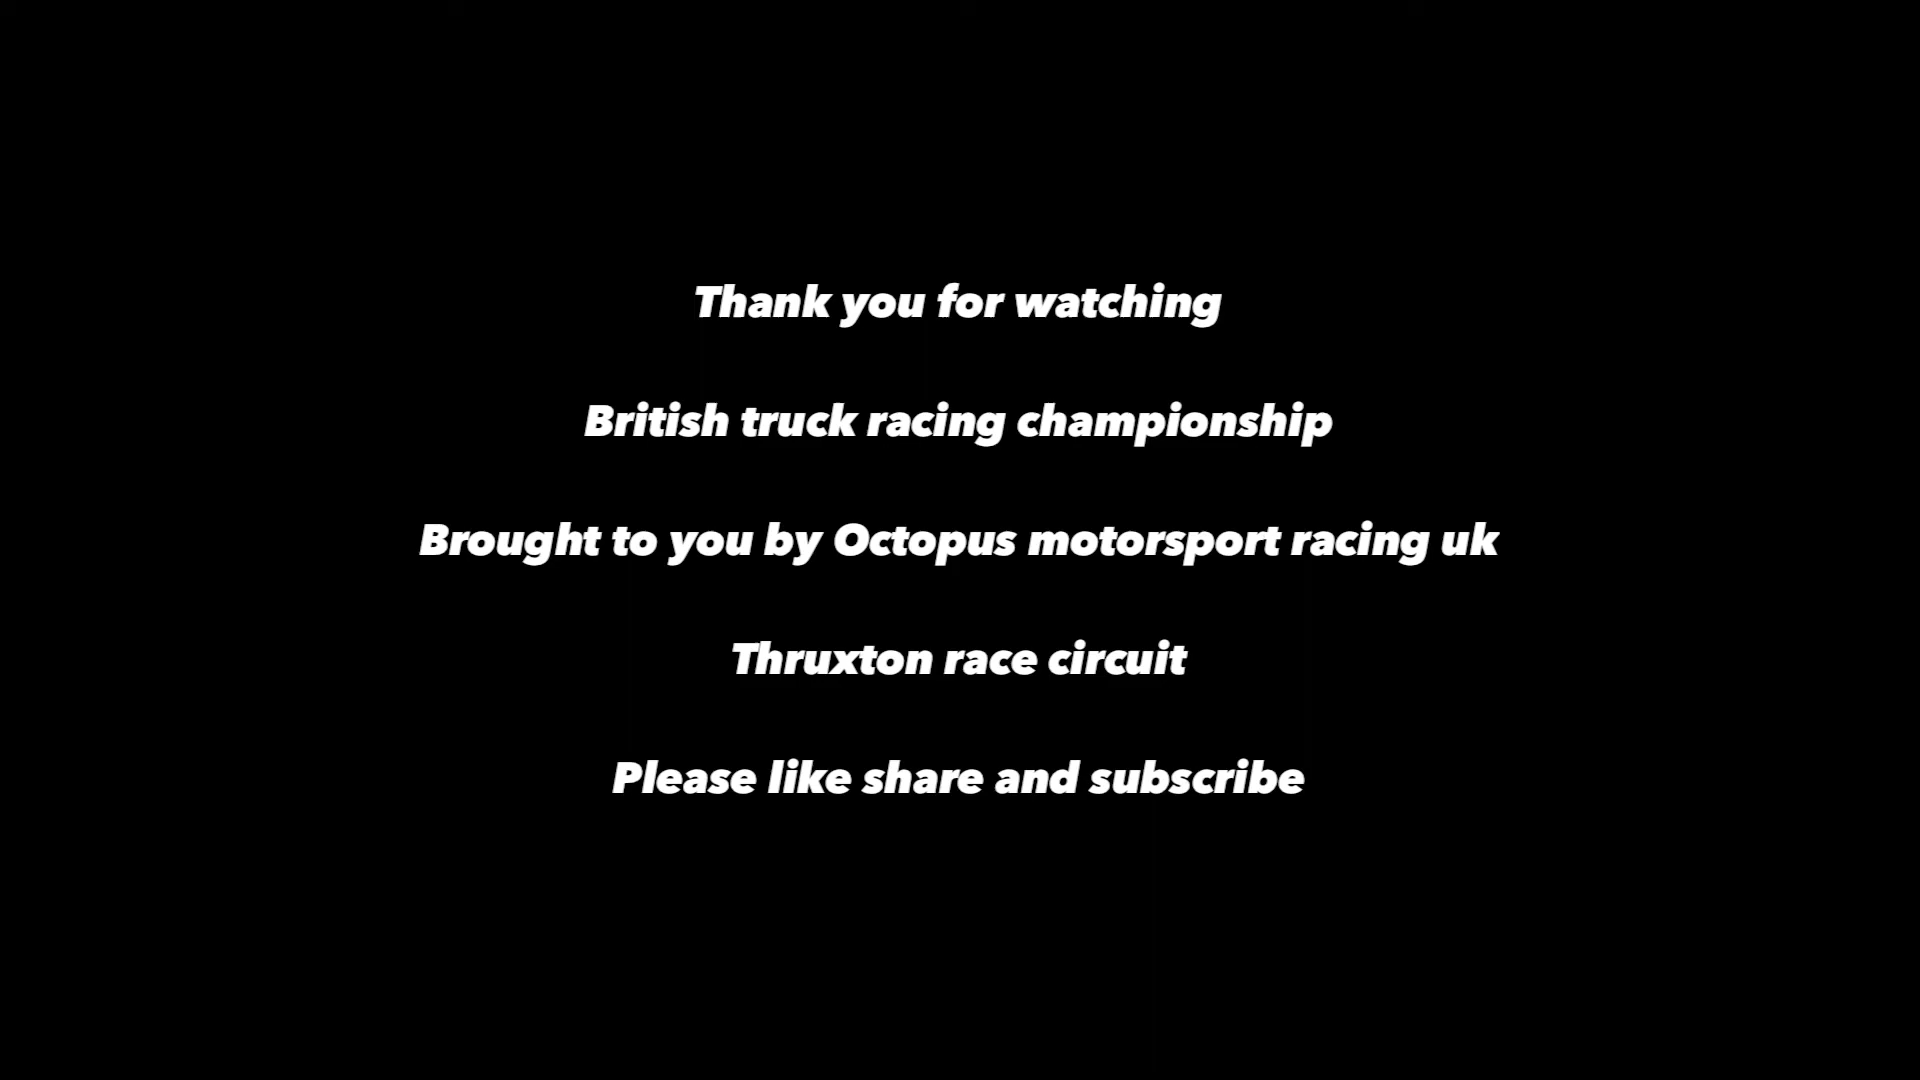 Thank you for watching
British truck racing championship
Brought to you by Octopus motorsport racing uk
Thruxton race circuit
Please like share and subscribe